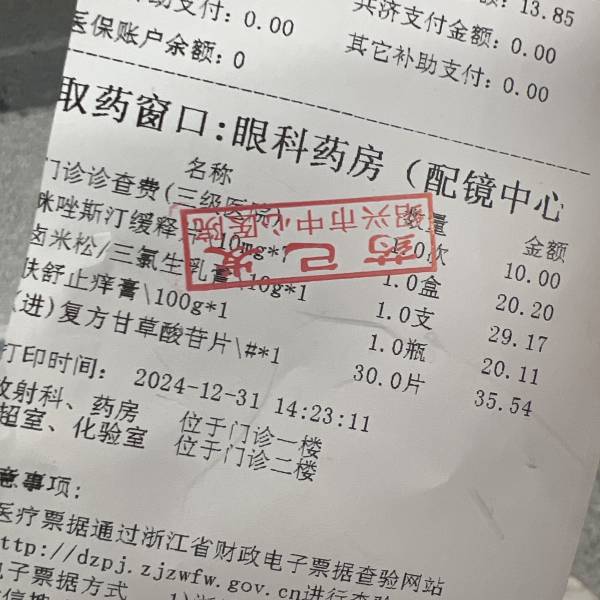 助支付: 0.00
额: 13.85
医保账户余额: 0
共济支付金额: 0.00
其它补助支付: 0.00
取药窗口:眼科药房 (配镜中心
名称 数量 金额
门诊诊查费(三级医院) 1.0次 10.00
咪唑斯汀缓释 10mg*7 1.0盒 20.20
卤米松/三氯生乳膏\10g*1 1.0支 29.17
肤舒止痒膏\100g*1 1.0瓶 20.11
(进)复方甘草酸苷片\#*1 30.0片 35.54
打印时间: 2024-12-31 14:23:11
放射科、药房 位于门诊一楼
超室、化验室 位于门诊二楼
意事项:
医疗票据通过浙江省财政电子票据查验网站
http://dzpj.zjzwfw.gov.cn进行查验
电子票据方式
绍兴市中心医院
药已发